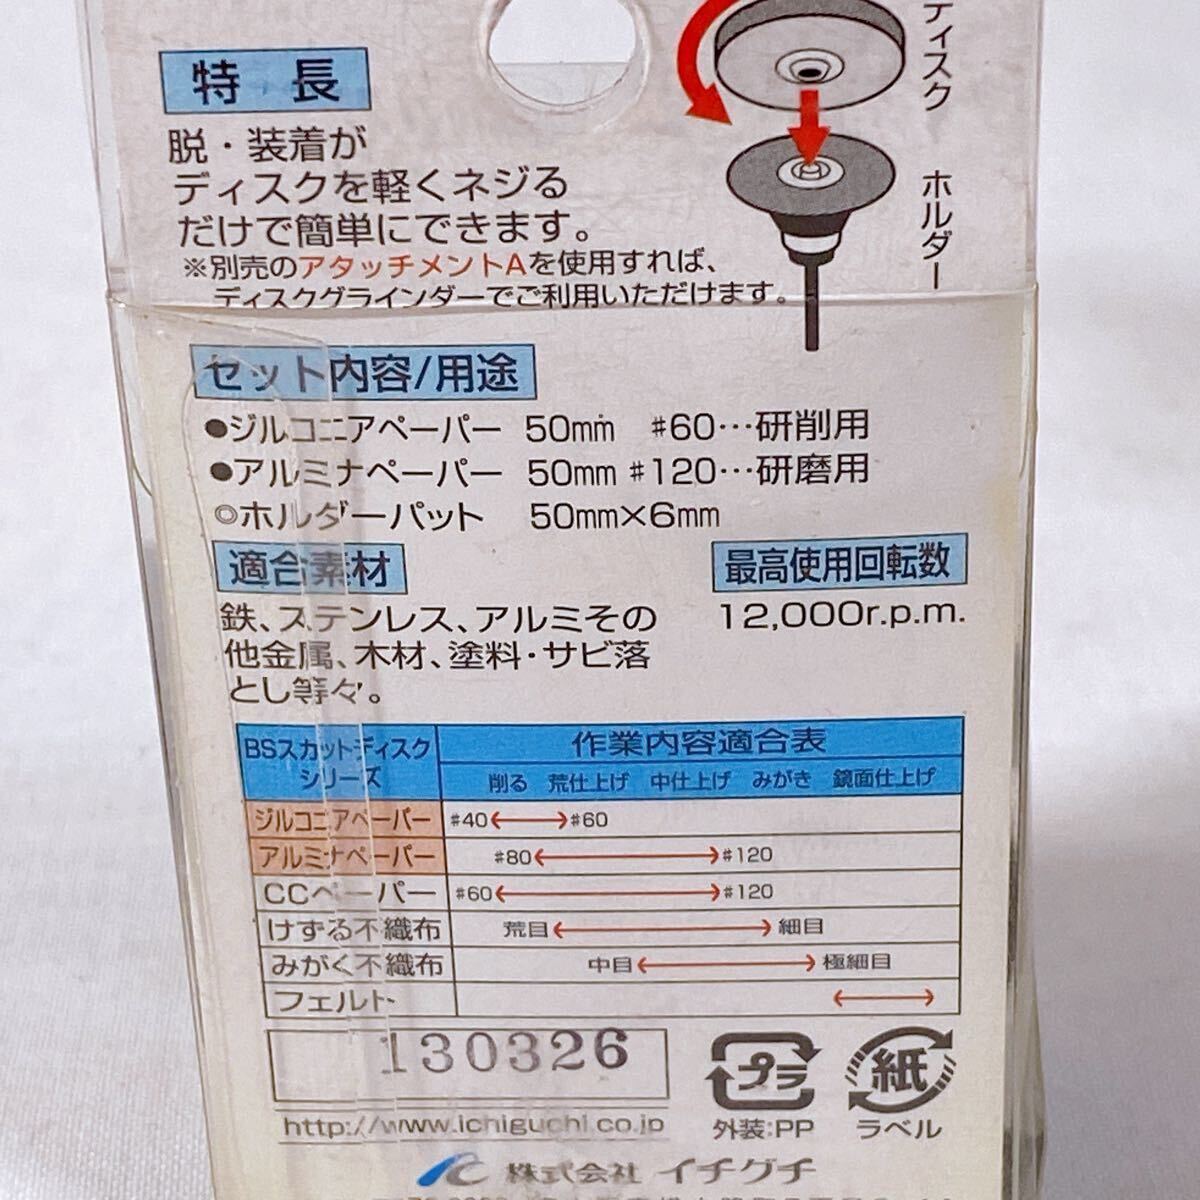 ディスク
ホルダー
特長
脱・装着が
ディスクを軽くネジる
だけで簡単にできます。
※別売のアタッチメントAを使用すれば、
ディスクグラインダーでご利用いただけます。
セット内容/用途
●ジルコニアペーパー 50mm #60…研削用
●アルミナペーパー 50mm #120…研磨用
◎ホルダーパット 50mm×6mm
適合素材
鉄、ステンレス、アルミその
他金属、木材、塗料・サビ落
とし等々。
最高使用回転数
12,000r.p.m.
BSスカットディスク
シリーズ
作業内容適合表
削る 荒仕上げ 中仕上げ みがき 鏡面仕上げ
ジルコニアペーパー #40 #60
アルミナペーパー #80 #120
CCペーパー #60 #120
けずる不織布 荒目 細目
みがく不織布 中目 極細目
フェルト
130326
http://www.ichiguchi.co.jp
プラ
外装:PP
紙
ラベル
株式会社 イチグチ